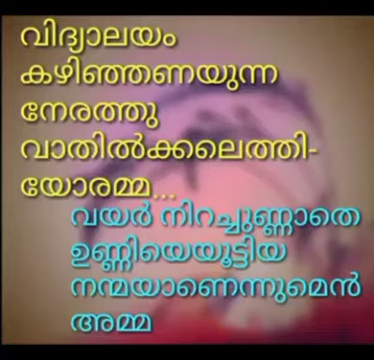 വിദ്യാലയം
കഴിഞ്ഞണയുന്ന
നേരത്തു
വാതിൽക്കലെത്തി-
യോരമ്മ...
വയർ നിറച്ചുണ്ണാതെ
ഉണ്ണിയെയൂട്ടിയ
നന്മയാണെന്നുമെൻ
അമ്മ